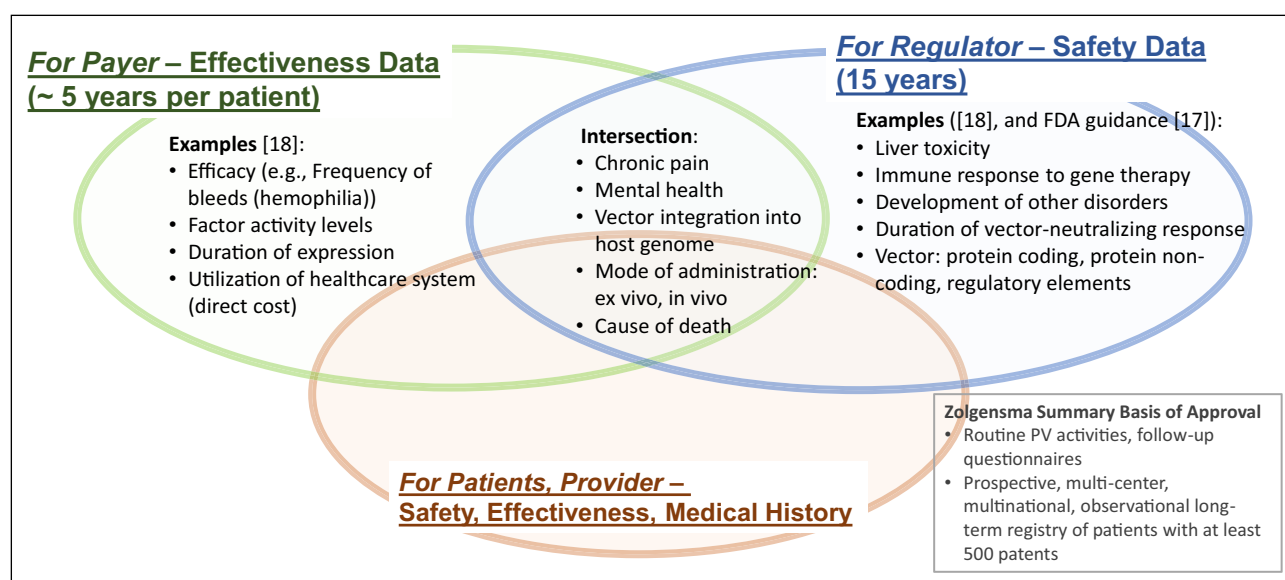 For Payer – Effectiveness Data
(~ 5 years per patient)
Examples [18]:
• Efficacy (e.g., Frequency of
bleeds (hemophilia))
• Factor activity levels
• Duration of expression
• Utilization of healthcare system
(direct cost)
Intersection:
• Chronic pain
• Mental health
• Vector integration into
host genome
• Mode of administration:
ex vivo, in vivo
• Cause of death
For Regulator – Safety Data
(15 years)
Examples ([18], and FDA guidance [17]):
• Liver toxicity
• Immune response to gene therapy
• Development of other disorders
• Duration of vector-neutralizing response
• Vector: protein coding, protein non-
coding, regulatory elements
For Patients, Provider –
Safety, Effectiveness, Medical History
Zolgensma Summary Basis of Approval
• Routine PV activities, follow-up
questionnaires
• Prospective, multi-center,
multinational, observational long-
term registry of patients with at least
500 patents